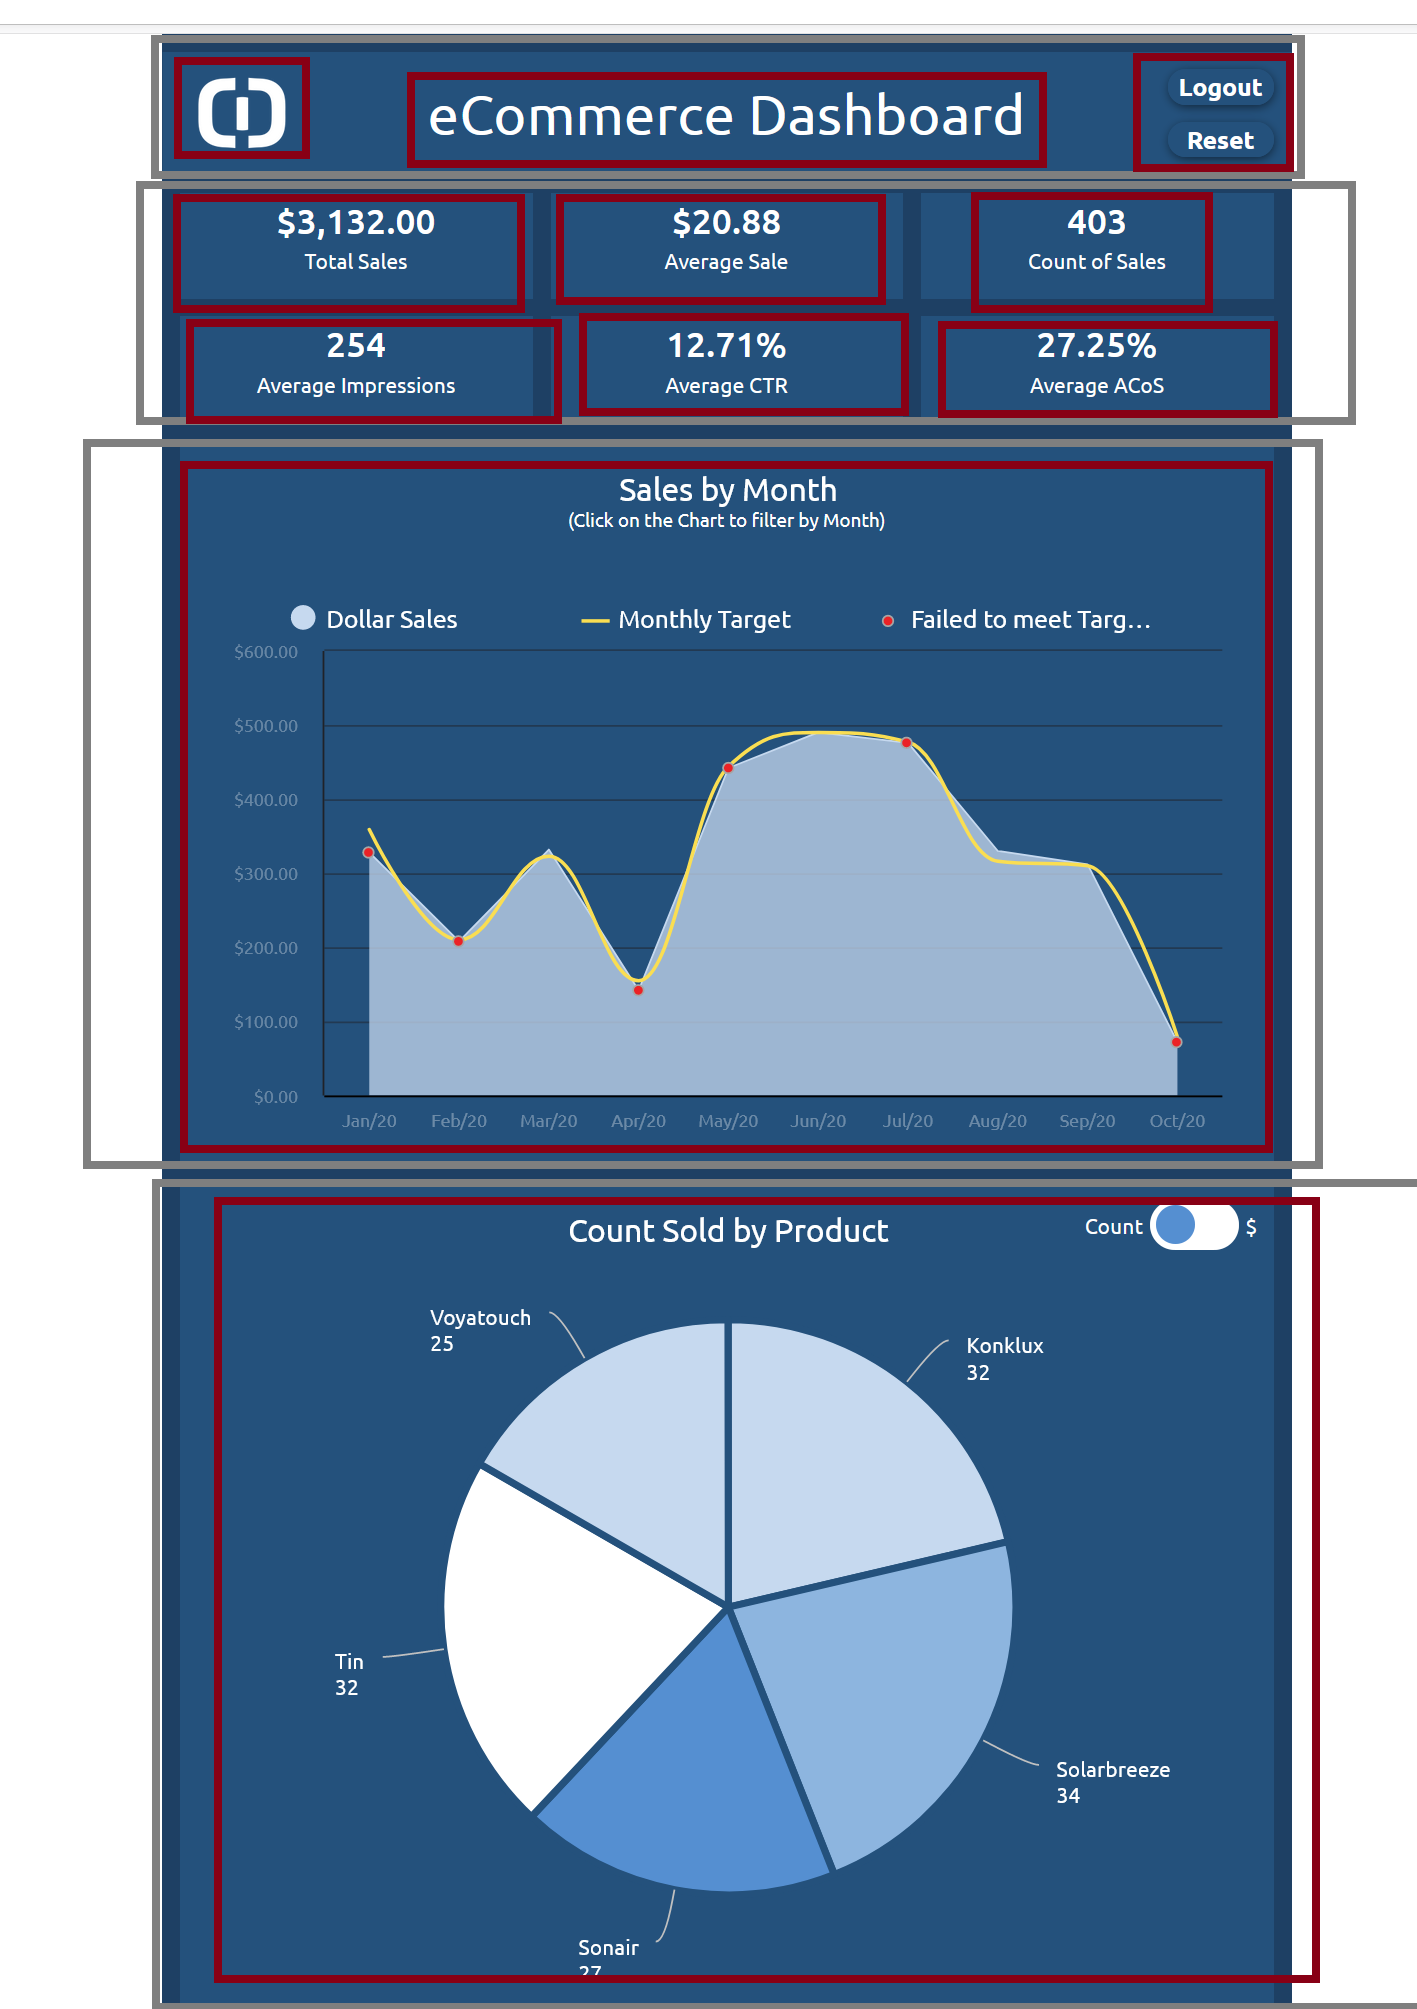 eCommerce Dashboard
Logout
Reset
$3,132.00
Total Sales
$20.88
Average Sale
403
Count of Sales
254
Average Impressions
12.71%
Average CTR
27.25%
Average ACoS
Sales by Month
(Click on the Chart to filter by Month)
Dollar Sales
Monthly Target
Failed to meet Targ...
$600.00
$500.00
$400.00
$300.00
$200.00
$100.00
$0.00
Jan/20 Feb/20 Mar/20 Apr/20 May/20 Jun/20 Jul/20 Aug/20 Sep/20 Oct/20
Count Sold by Product
Count $
Voyatouch
25
Konklux
32
Tin
32
Solarbreeze
34
Sonair
27